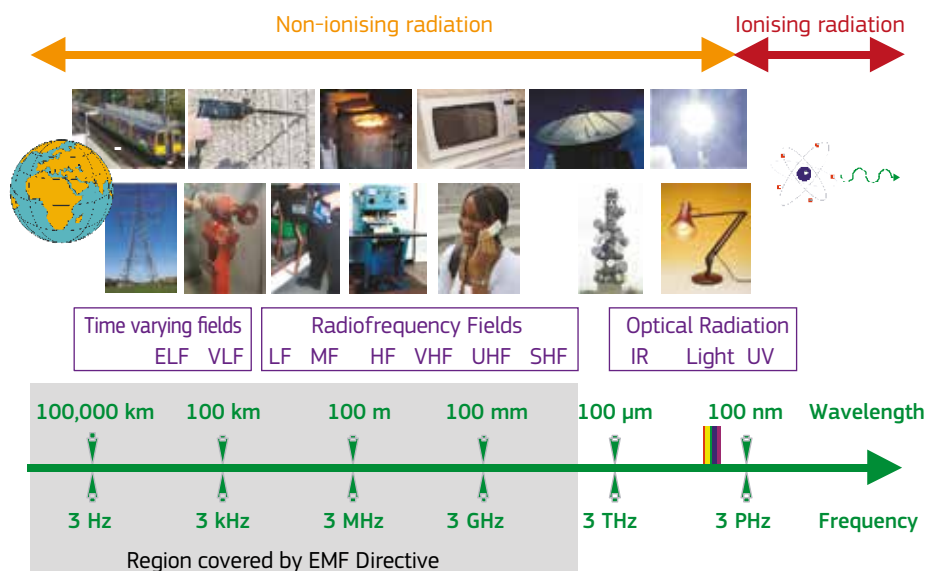 Non-ionising radiation Ionising radiation
Time varying fields Radiofrequency Fields Optical Radiation
ELF VLF LF MF HF VHF UHF SHF IR Light UV
100,000 km 100 km 100 m 100 mm 100 µm 100 nm Wavelength
3 Hz 3 kHz 3 MHz 3 GHz 3 THz 3 PHz Frequency
Region covered by EMF Directive